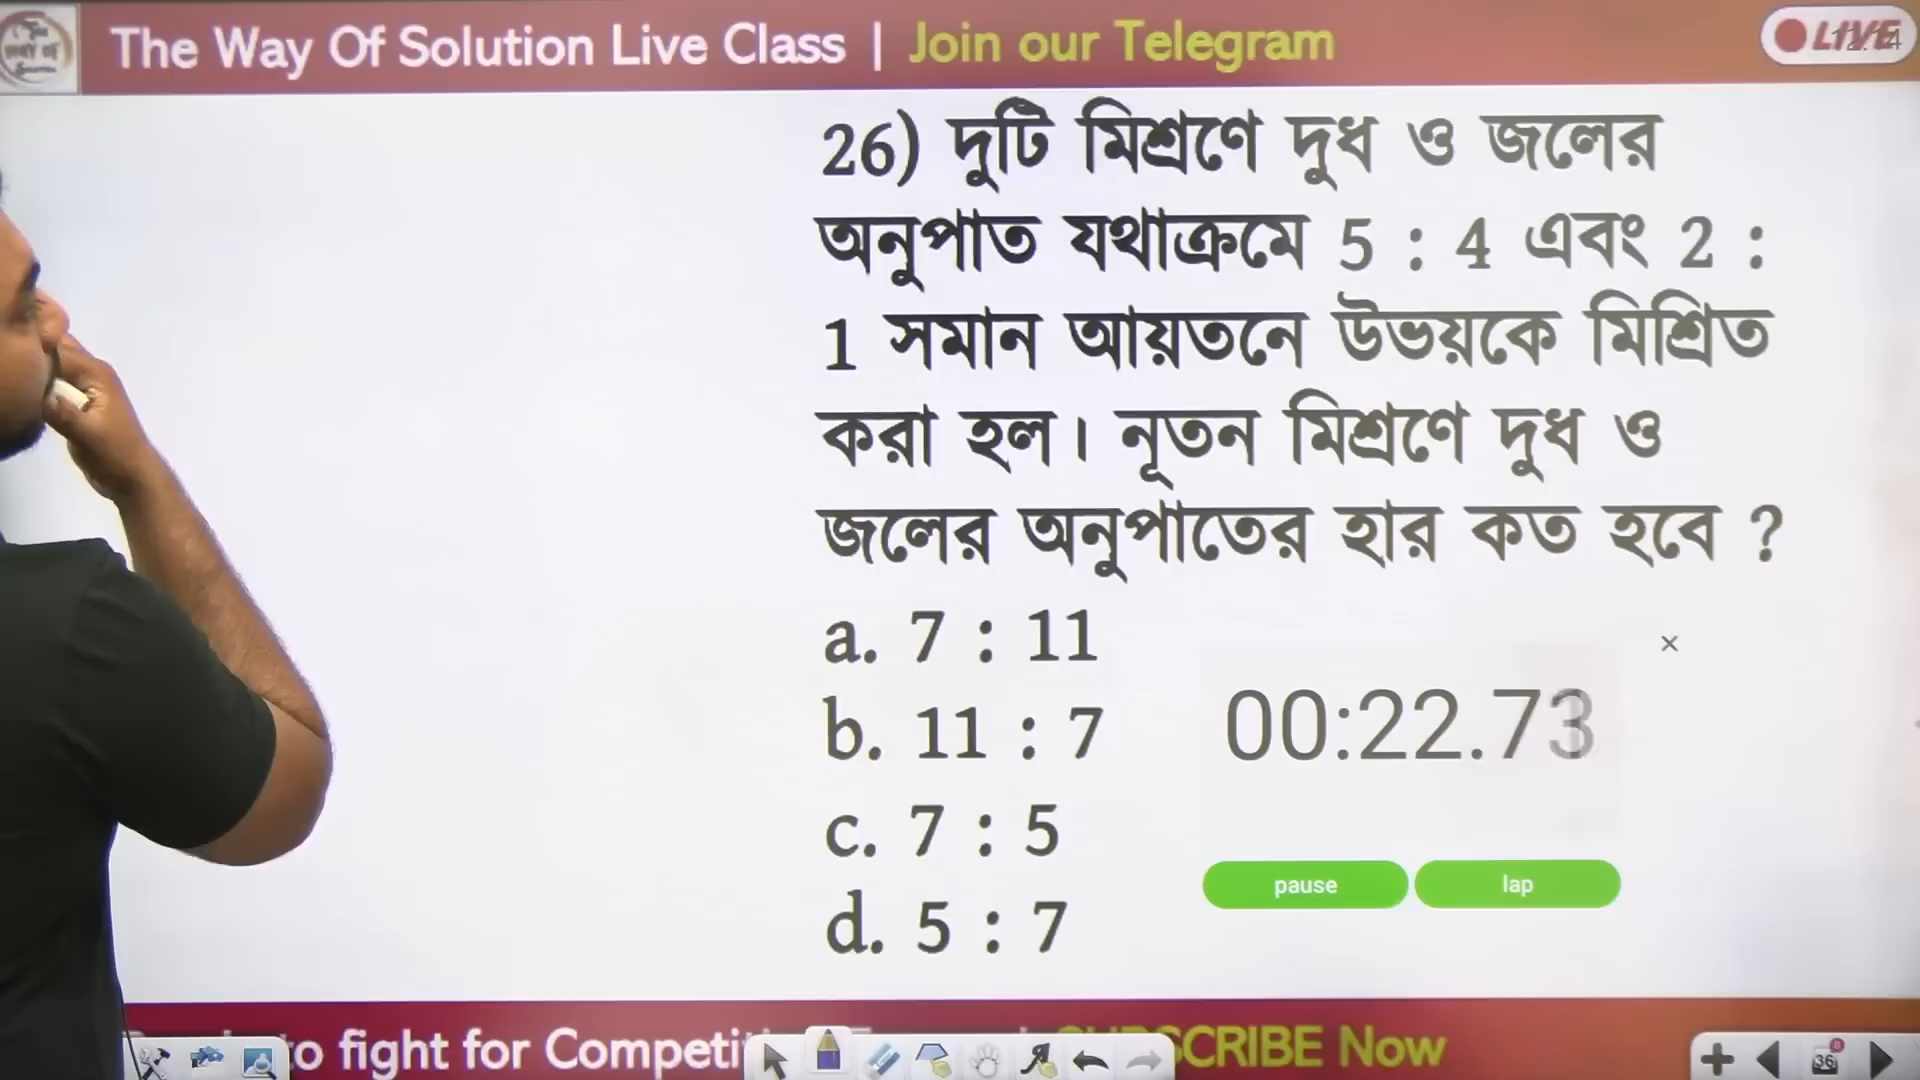 The Way Of Solution Live Class | Join our Telegram
LIVE
26) দুটি মিশ্রণে দুধ ও জলের
অনুপাত যথাক্রমে 5 : 4 এবং 2 :
1 সমান আয়তনে উভয়কে মিশ্রিত
করা হল। নূতন মিশ্রণে দুধ ও
জলের অনুপাতের হার কত হবে ?
a. 7 : 11
b. 11 : 7
c. 7 : 5
d. 5 : 7
×
00:22.73
pause
lap
to fight for
Now
36